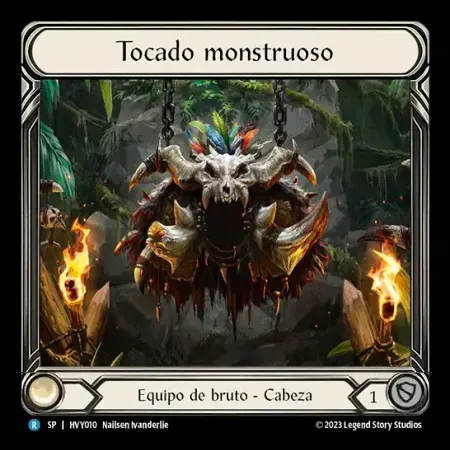 Tocado monstruoso
Equipo de bruto - Cabeza
1
R SP | HVY010 Nailsen Ivanderlie
© 2023 Legend Story Studios